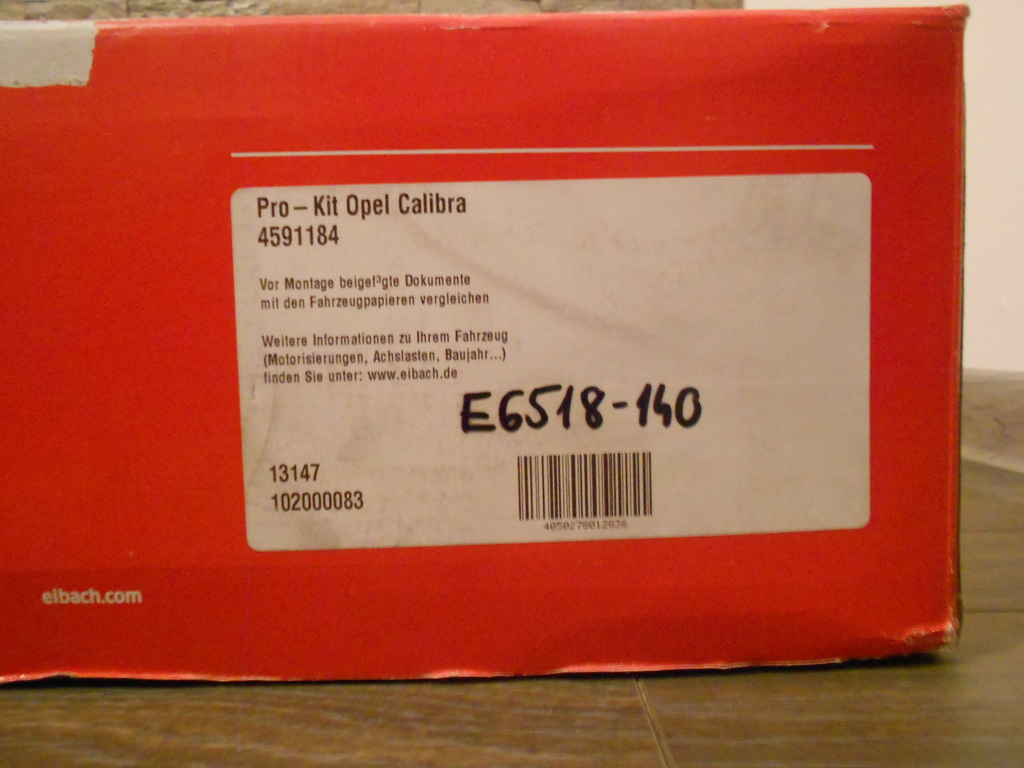 Pro – Kit Opel Calibra
4591184
Vor Montage beigef³gte Dokumente
mit den Fahrzeugpapieren vergleichen
Weitere Informationen zu Ihrem Fahrzeug
(Motorisierungen, Achslasten, Baujahr...)
finden Sie unter: www.eibach.de
E6518-140
13147
102000083
4050278012836
eibach.com